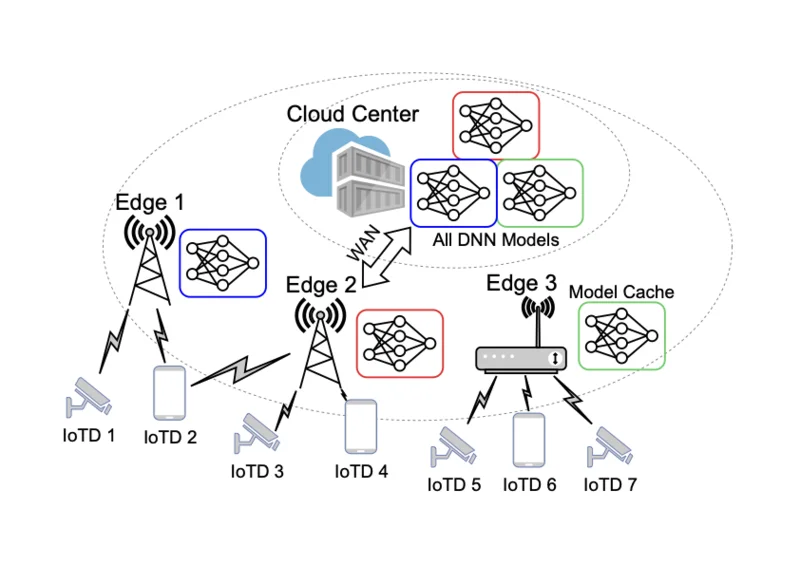 Cloud Center
Edge 1
WAN
All DNN Models
Edge 2
Edge 3
Model Cache
IoTD 1
IoTD 2
IoTD 3
IoTD 4
IoTD 5
IoTD 6
IoTD 7